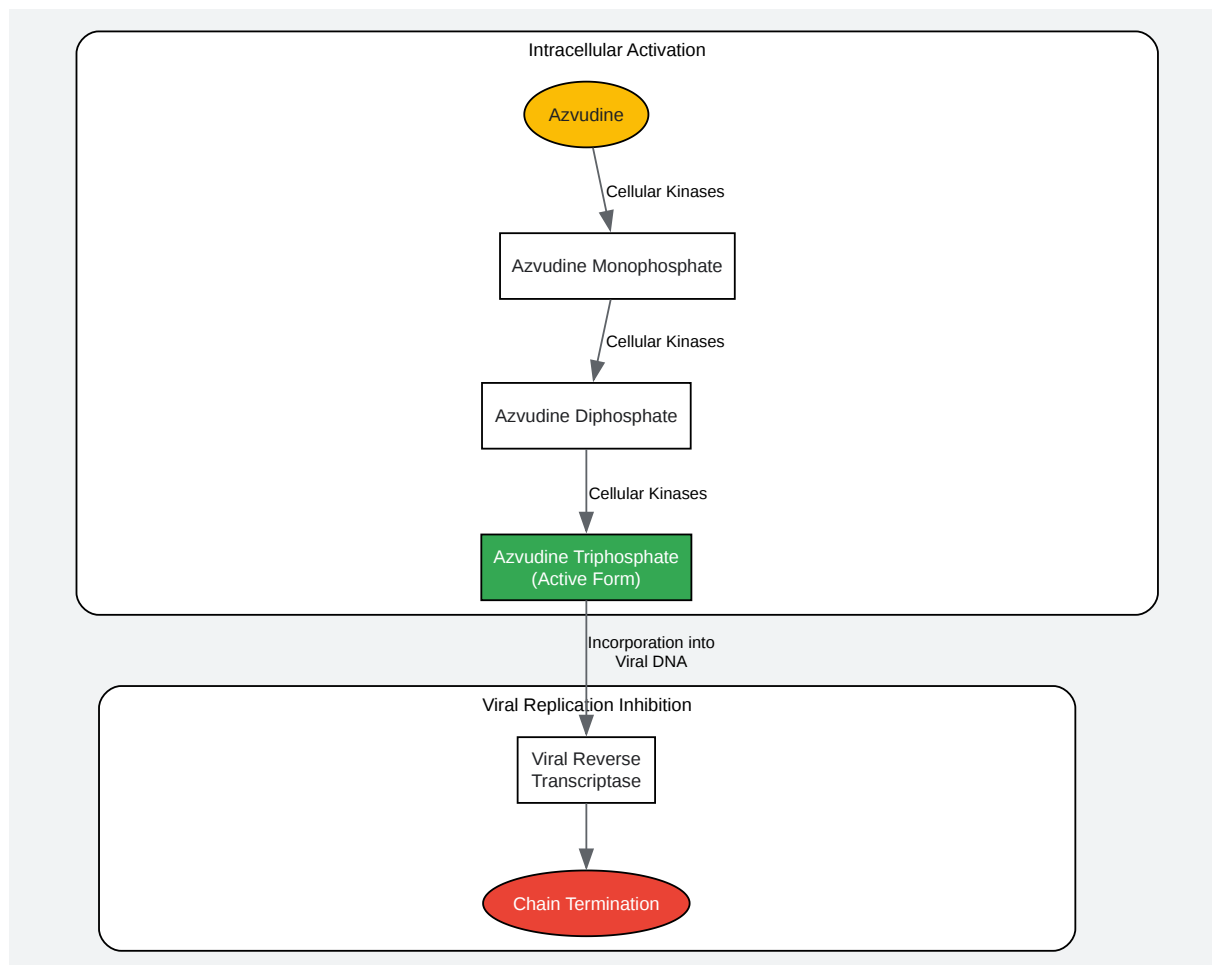 Intracellular Activation
Azvudine
Cellular Kinases
Azvudine Monophosphate
Cellular Kinases
Azvudine Diphosphate
Cellular Kinases
Azvudine Triphosphate
(Active Form)
Incorporation into
Viral DNA
Viral Replication Inhibition
Viral Reverse
Transcriptase
Chain Termination